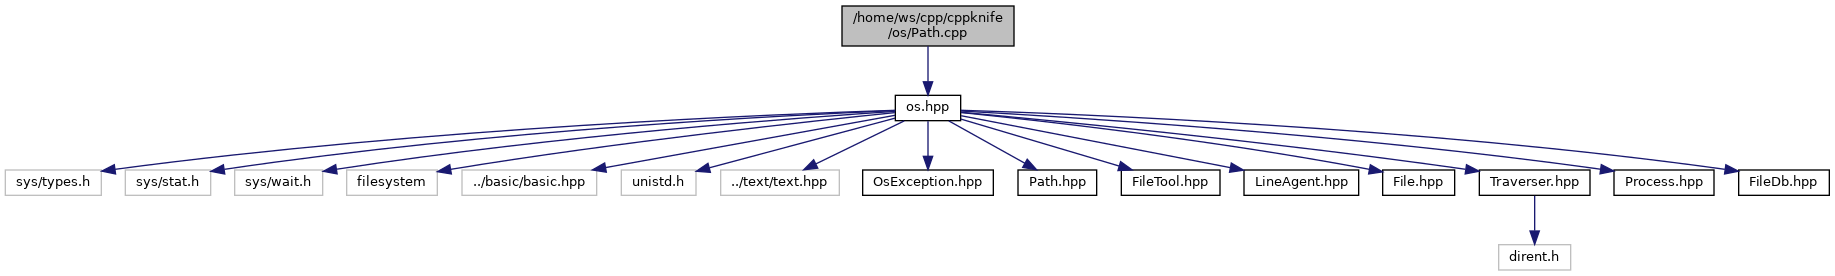 /home/ws/cpp/cppknife
/os/Path.cpp
os.hpp
sys/types.h
sys/stat.h
sys/wait.h
filesystem
../basic/basic.hpp
unistd.h
../text/text.hpp
OsException.hpp
Path.hpp
FileTool.hpp
LineAgent.hpp
File.hpp
Traverser.hpp
Process.hpp
FileDb.hpp
dirent.h